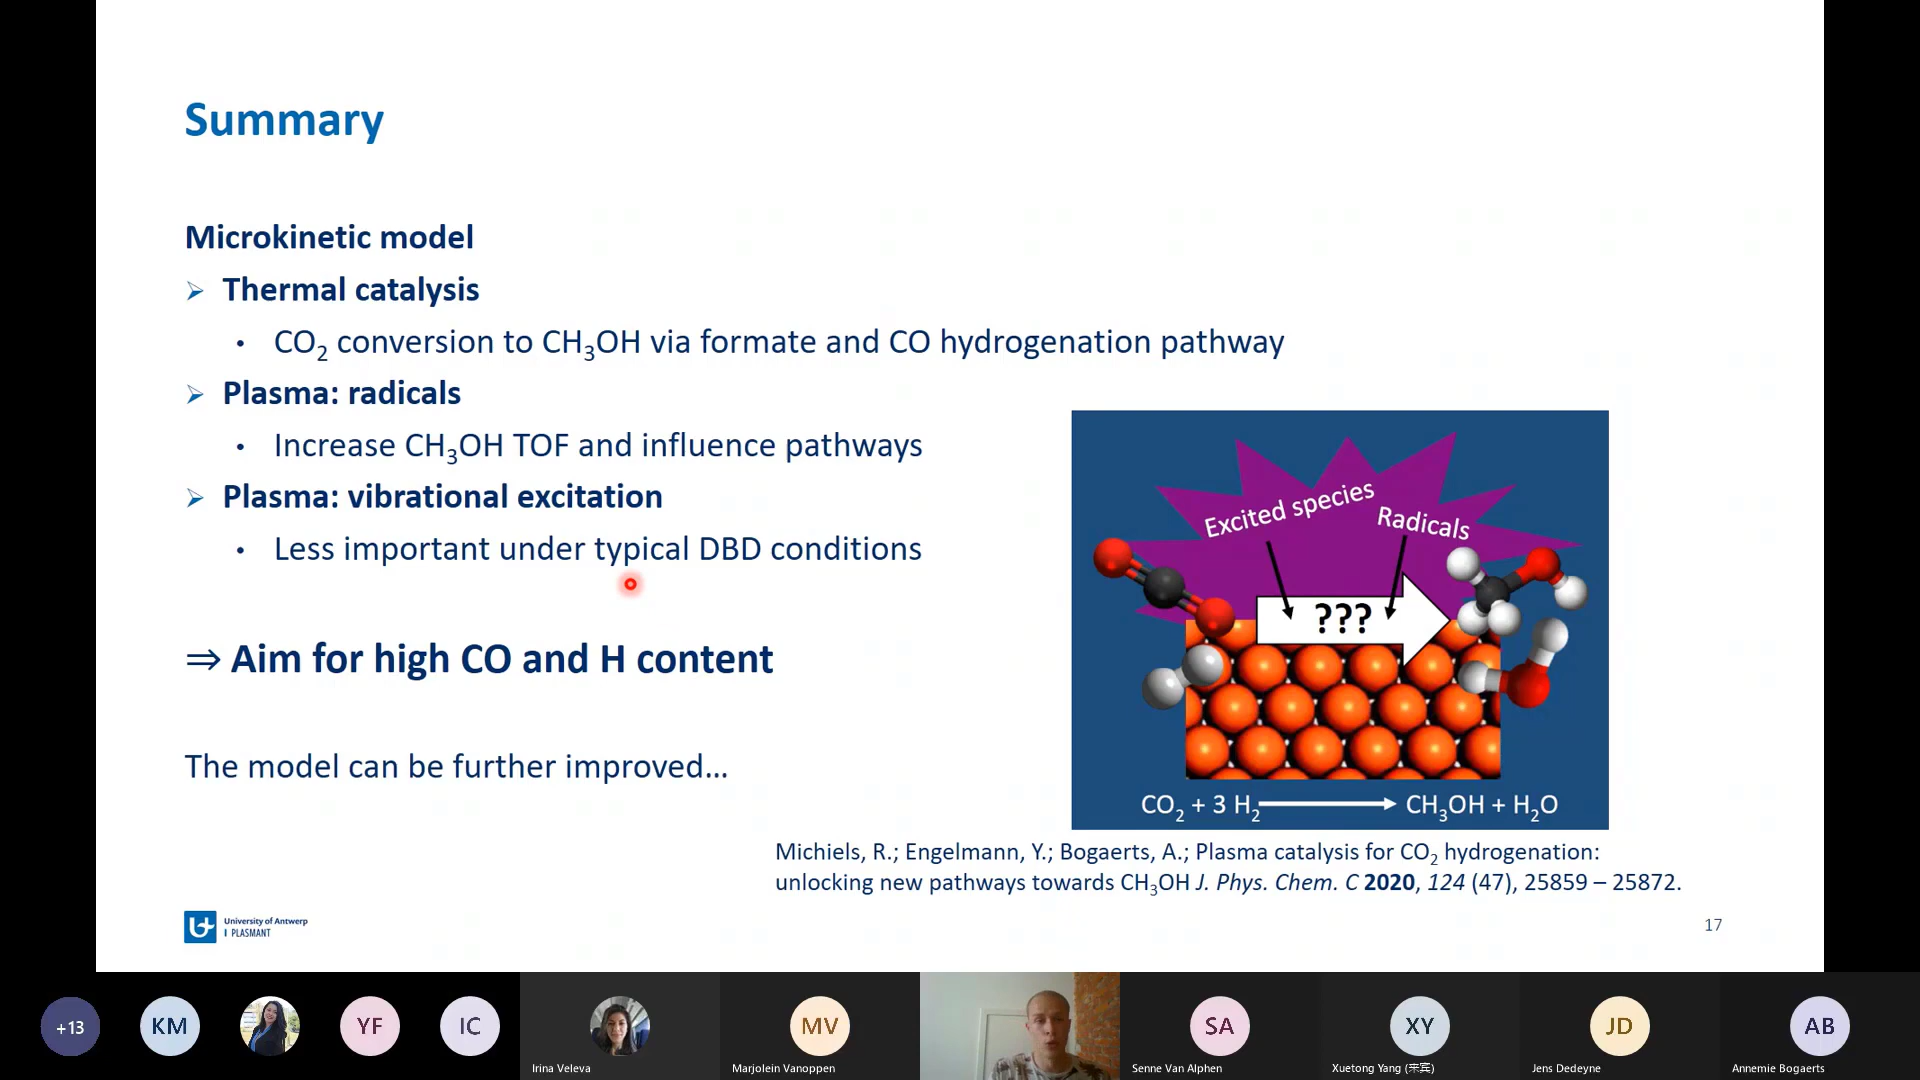 Summary
Microkinetic model
➢ Thermal catalysis
• CO₂ conversion to CH₃OH via formate and CO hydrogenation pathway
➢ Plasma: radicals
• Increase CH₃OH TOF and influence pathways
➢ Plasma: vibrational excitation
• Less important under typical DBD conditions
⇒ Aim for high CO and H content
The model can be further improved...
Excited species
Radicals
???
CO₂ + 3 H₂ → CH₃OH + H₂O
Michiels, R.; Engelmann, Y.; Bogaerts, A.; Plasma catalysis for CO₂ hydrogenation:
unlocking new pathways towards CH₃OH J. Phys. Chem. C 2020, 124 (47), 25859 – 25872.
University of Antwerp
I PLASMANT
17
+13
KM
YF
IC
Irina Veleva
MV
Marjolein Vanoppen
SA
Senne Van Alphen
XY
Xuetong Yang (朱宾)
JD
Jens Dedeyne
AB
Annemie Bogaerts